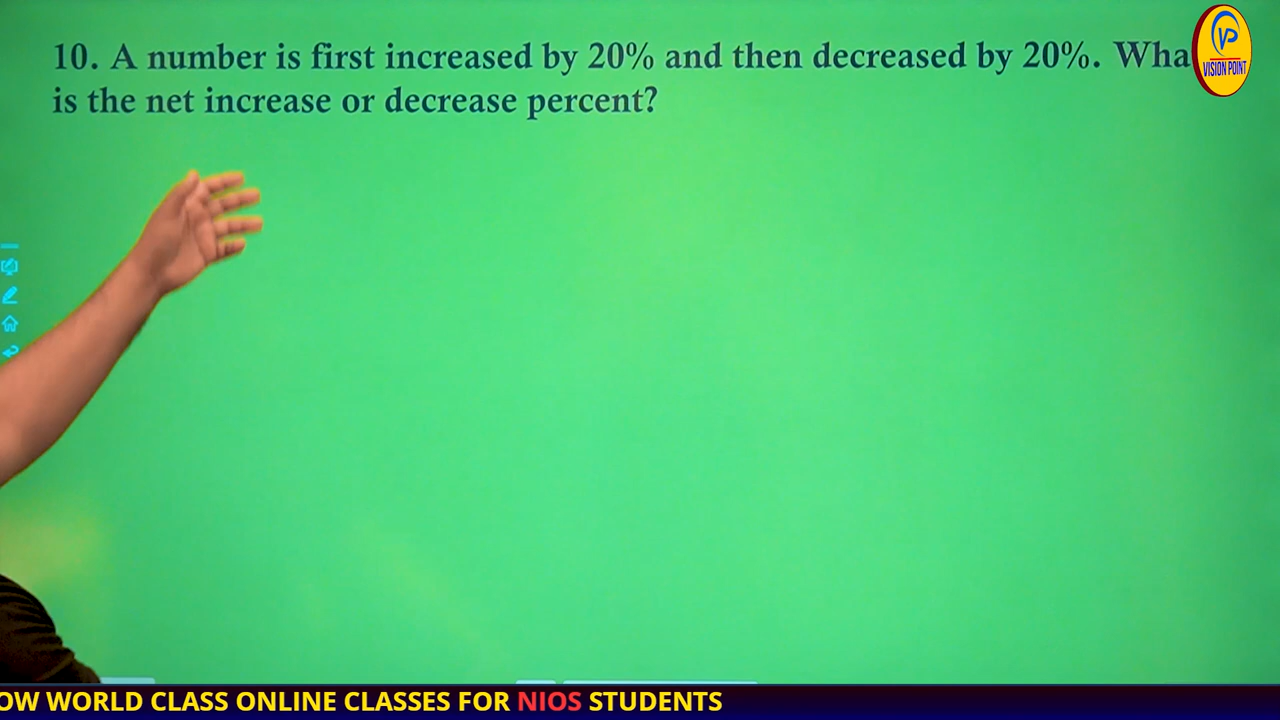 10. A number is first increased by 20% and then decreased by 20%. Wha
is the net increase or decrease percent?
VP
VISION POINT
OW WORLD CLASS ONLINE CLASSES FOR NIOS STUDENTS